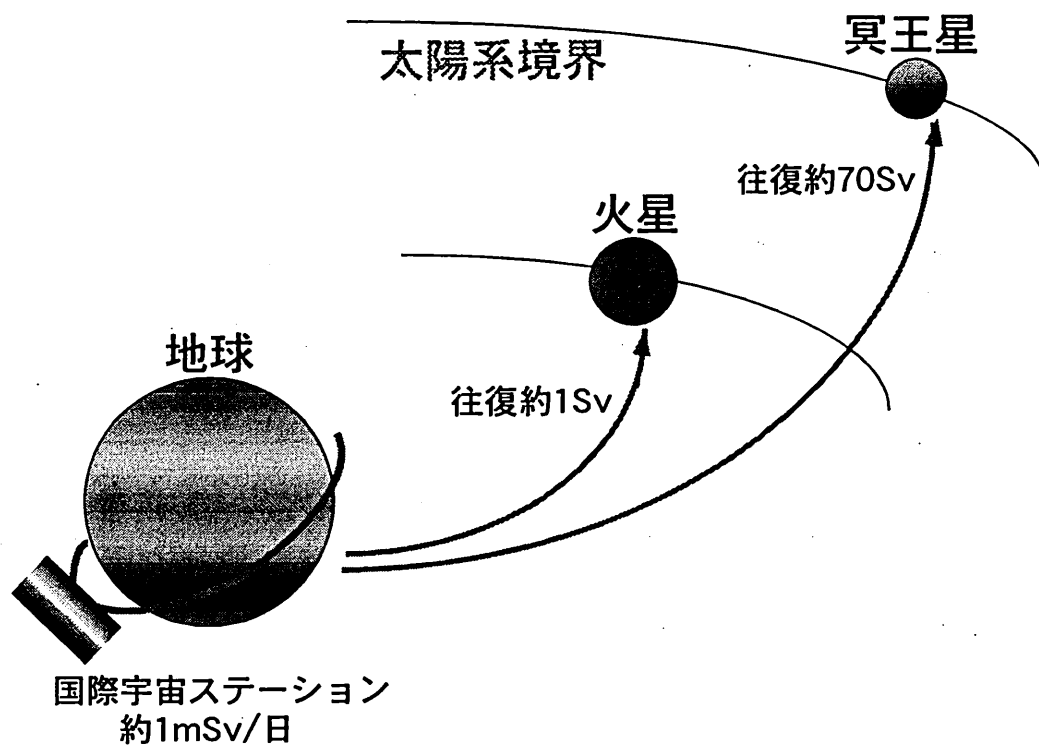 冥王星
太陽系境界
往復約70Sv
火星
地球
往復約1Sv
国際宇宙ステーション
約1mSv/日